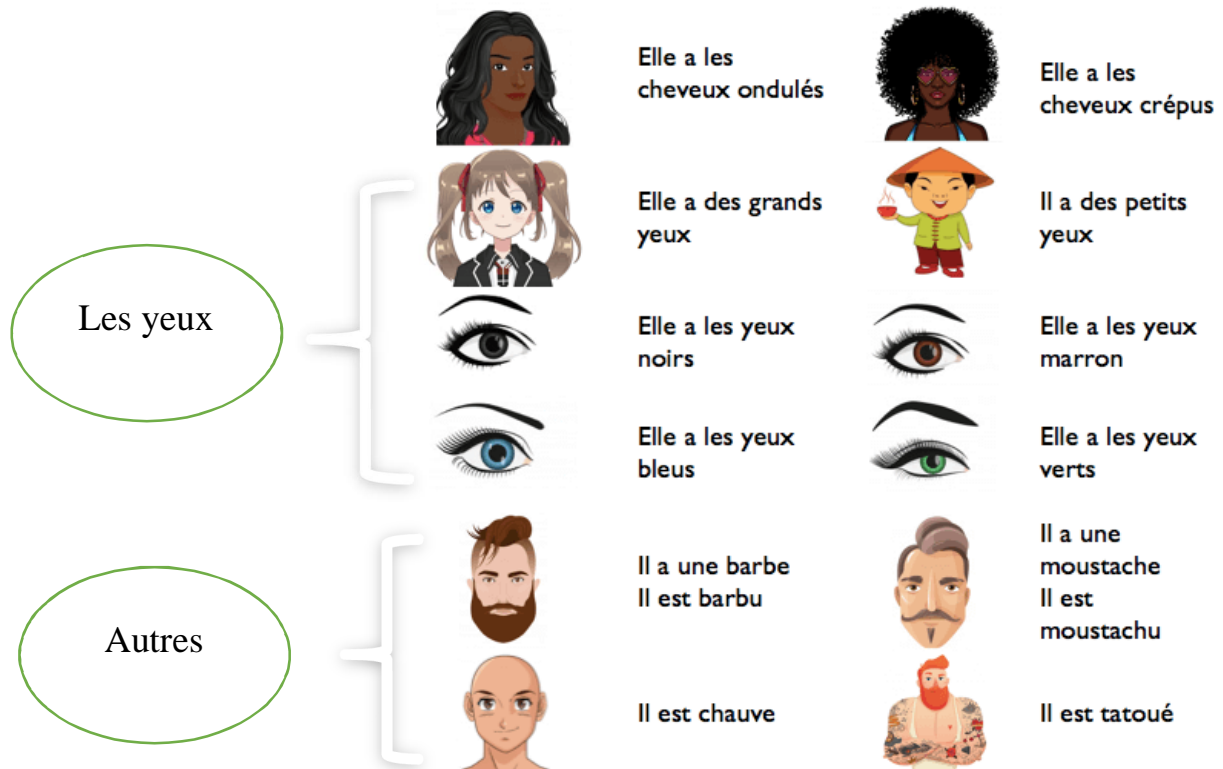 Elle a les
cheveux ondulés
Elle a les
cheveux crépus
Les yeux
Elle a des grands
yeux
Il a des petits
yeux
Elle a les yeux
noirs
Elle a les yeux
marron
Elle a les yeux
bleus
Elle a les yeux
verts
Autres
Il a une barbe
Il est barbu
Il a une
moustache
Il est
moustachu
Il est chauve
Il est tatoué